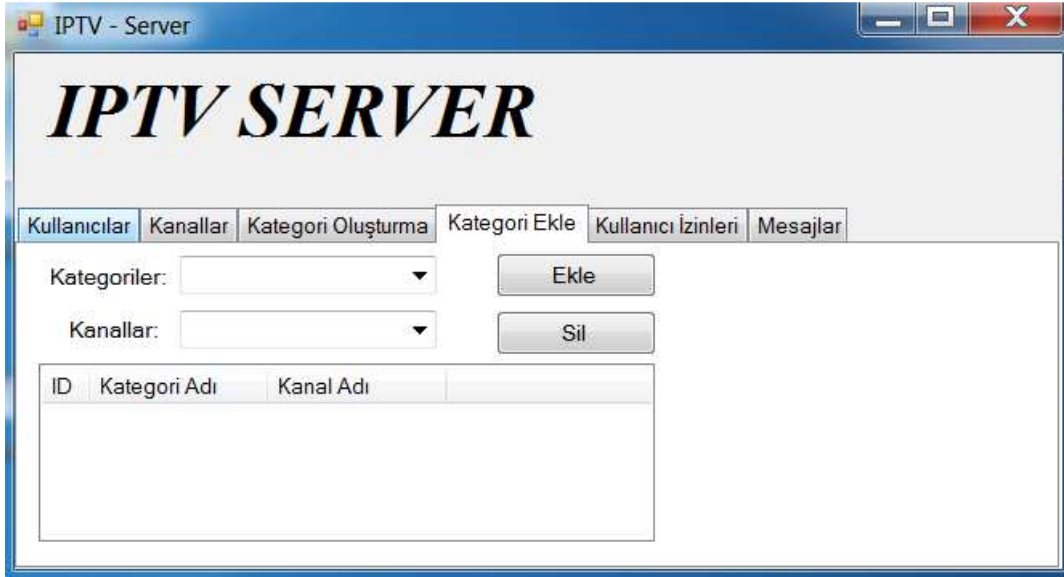 IPTV - Server
IPTV SERVER
Kullanıcılar Kanallar Kategori Oluşturma Kategori Ekle Kullanıcı İzinleri Mesajlar
Kategoriler: Ekle
Kanallar: Sil
ID Kategori Adı Kanal Adı